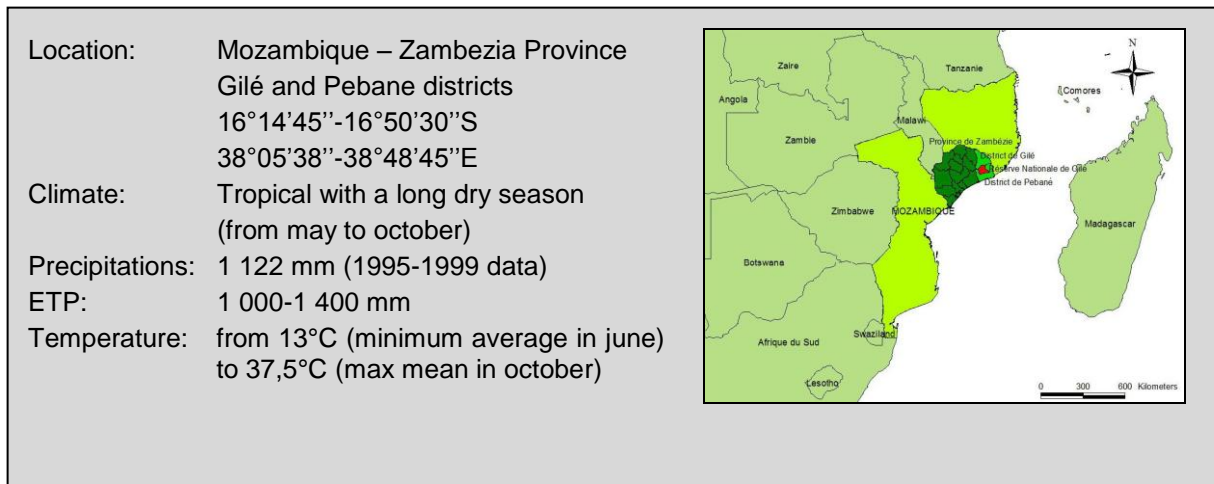 Location: Mozambique – Zambezia Province
Gilé and Pebane districts
16°14'45''-16°50'30''S
38°05'38''-38°48'45''E
Climate: Tropical with a long dry season
(from may to october)
Precipitations: 1 122 mm (1995-1999 data)
ETP: 1 000-1 400 mm
Temperature: from 13°C (minimum average in june)
to 37,5°C (max mean in october)
N
Zaire
Tanzanie
Comores
Angola
Malawi
Zambie
Province de Zambézie
District de Gilé
Réserve Nationale de Gilé
District de Pebané
Zimbabwe
MOZAMBIQUE
Madagascar
Botswana
Swaziland
Afrique du Sud
Lesotho
0 300 600 Kilometers